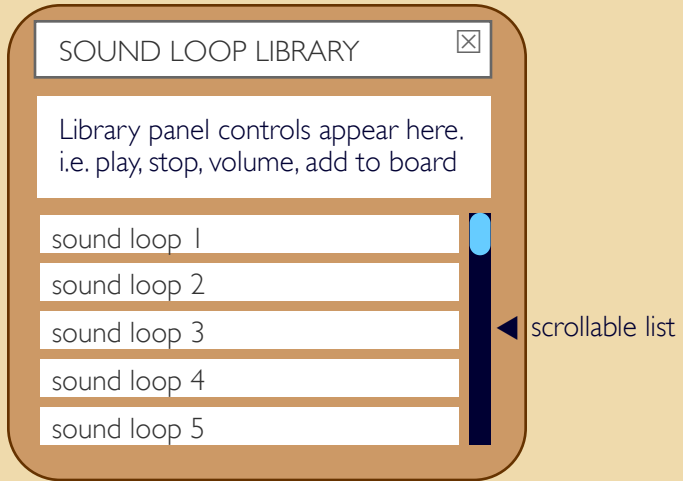 SOUND LOOP LIBRARY
Library panel controls appear here.
i.e. play, stop, volume, add to board
sound loop 1
sound loop 2
sound loop 3
scrollable list
sound loop 4
sound loop 5